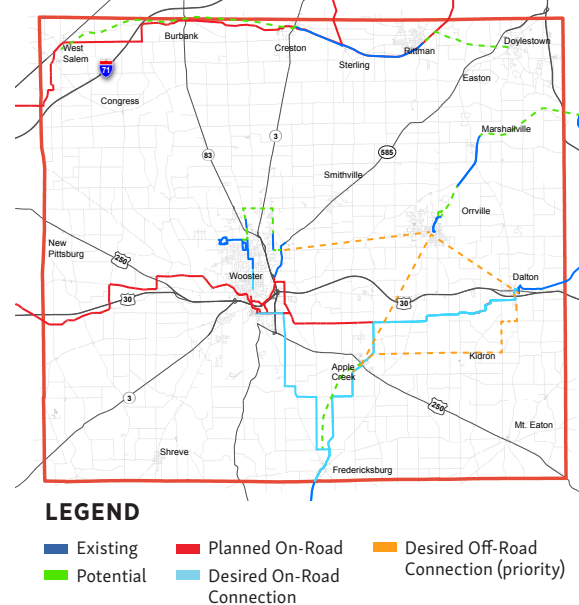 Burbank
West
Salem
Creston
Rittman
Doylestown
Sterling
71
Easton
Congress
Marshallville
3
585
83
Smithville
Orrville
New
Pittsburg
250
Wooster
Dalton
30
30
Kidron
Apple
Creek
3
250
Mt. Eaton
Shreve
Fredericksburg
LEGEND
Existing
Planned On-Road
Desired Off-Road
Connection (priority)
Potential
Desired On-Road
Connection